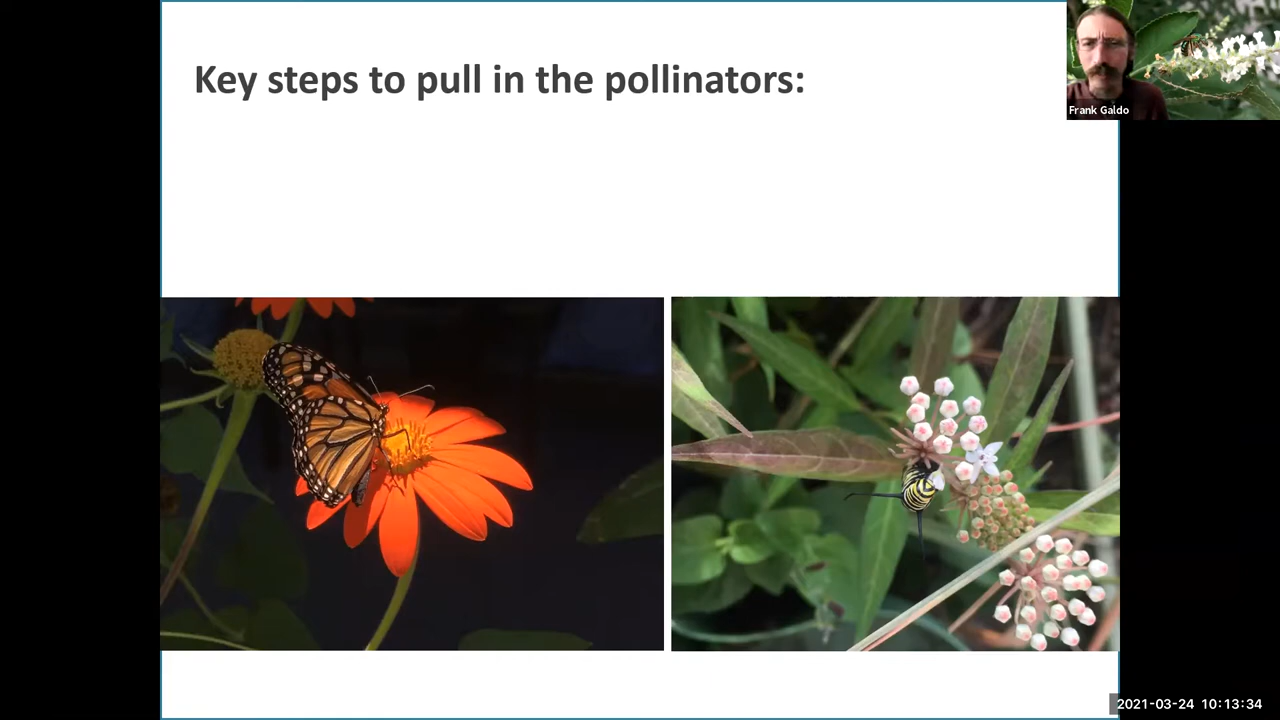 Key steps to pull in the pollinators:
Frank Galdo
2021-03-24 10:13:34